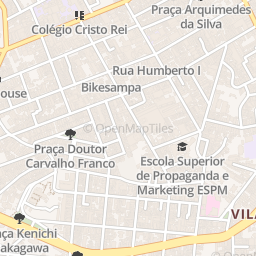 Praça Arquimedes
da Silva
Colégio Cristo Rei
Rua Humberto I
Bikesampa
ouse
© OpenMapTiles
Praça Doutor
Carvalho Franco
Escola Superior
de Propaganda e
Marketing ESPM
VILA
ça Kenichi
akagawa